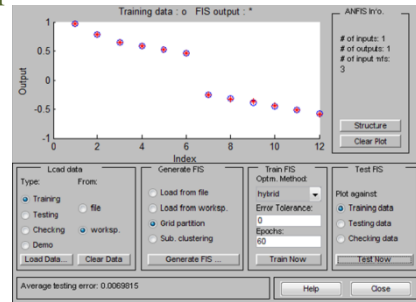 Training data : o FIS output : *
ANFIS Info.
# of inputs: 1
# of outputs: 1
# of input mfs:
3
Structure
Clear Plot
Output
1
0.5
0
-0.5
-1
0 2 4 6 8 10 12
Index
Load data
Type: From:
Training
Testing
Checking
Demo
file
worksp.
Load Data...
Clear Data
Generate FIS
Load from file
Load from worksp.
Grid partition
Sub. clustering
Generate FIS ...
Train FIS
Optim. Method:
hybrid
Error Tolerance:
0
Epochs:
60
Train Now
Test FIS
Plot against:
Training data
Testing data
Checking data
Test Now
Average testing error: 0.0069815
Help
Close